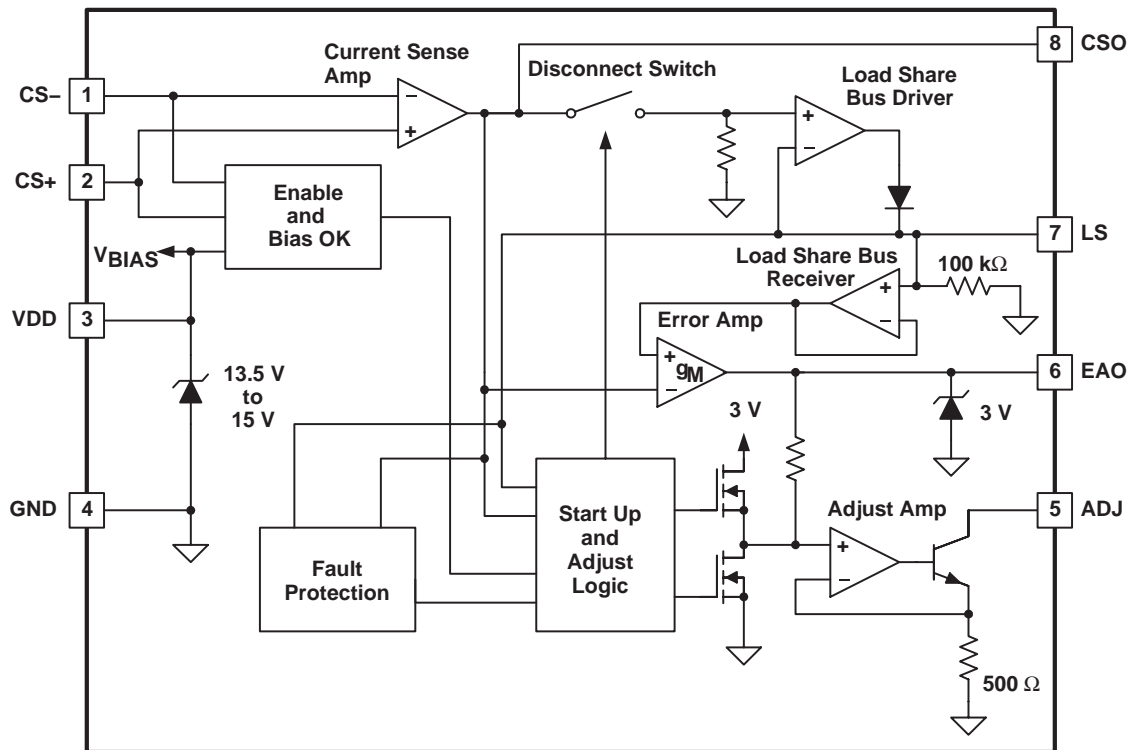 8 CSO
Current Sense
Amp
Disconnect Switch
Load Share
Bus Driver
CS– 1
–
+
+
–
CS+ 2
Enable
and
Bias OK
VBIAS
7 LS
Load Share Bus
Receiver
100 kΩ
+
–
VDD 3
Error Amp
+
gM
–
6 EAO
13.5 V
to
15 V
3 V
3 V
GND 4
Start Up
and
Adjust
Logic
Adjust Amp
5 ADJ
+
–
Fault
Protection
500 Ω